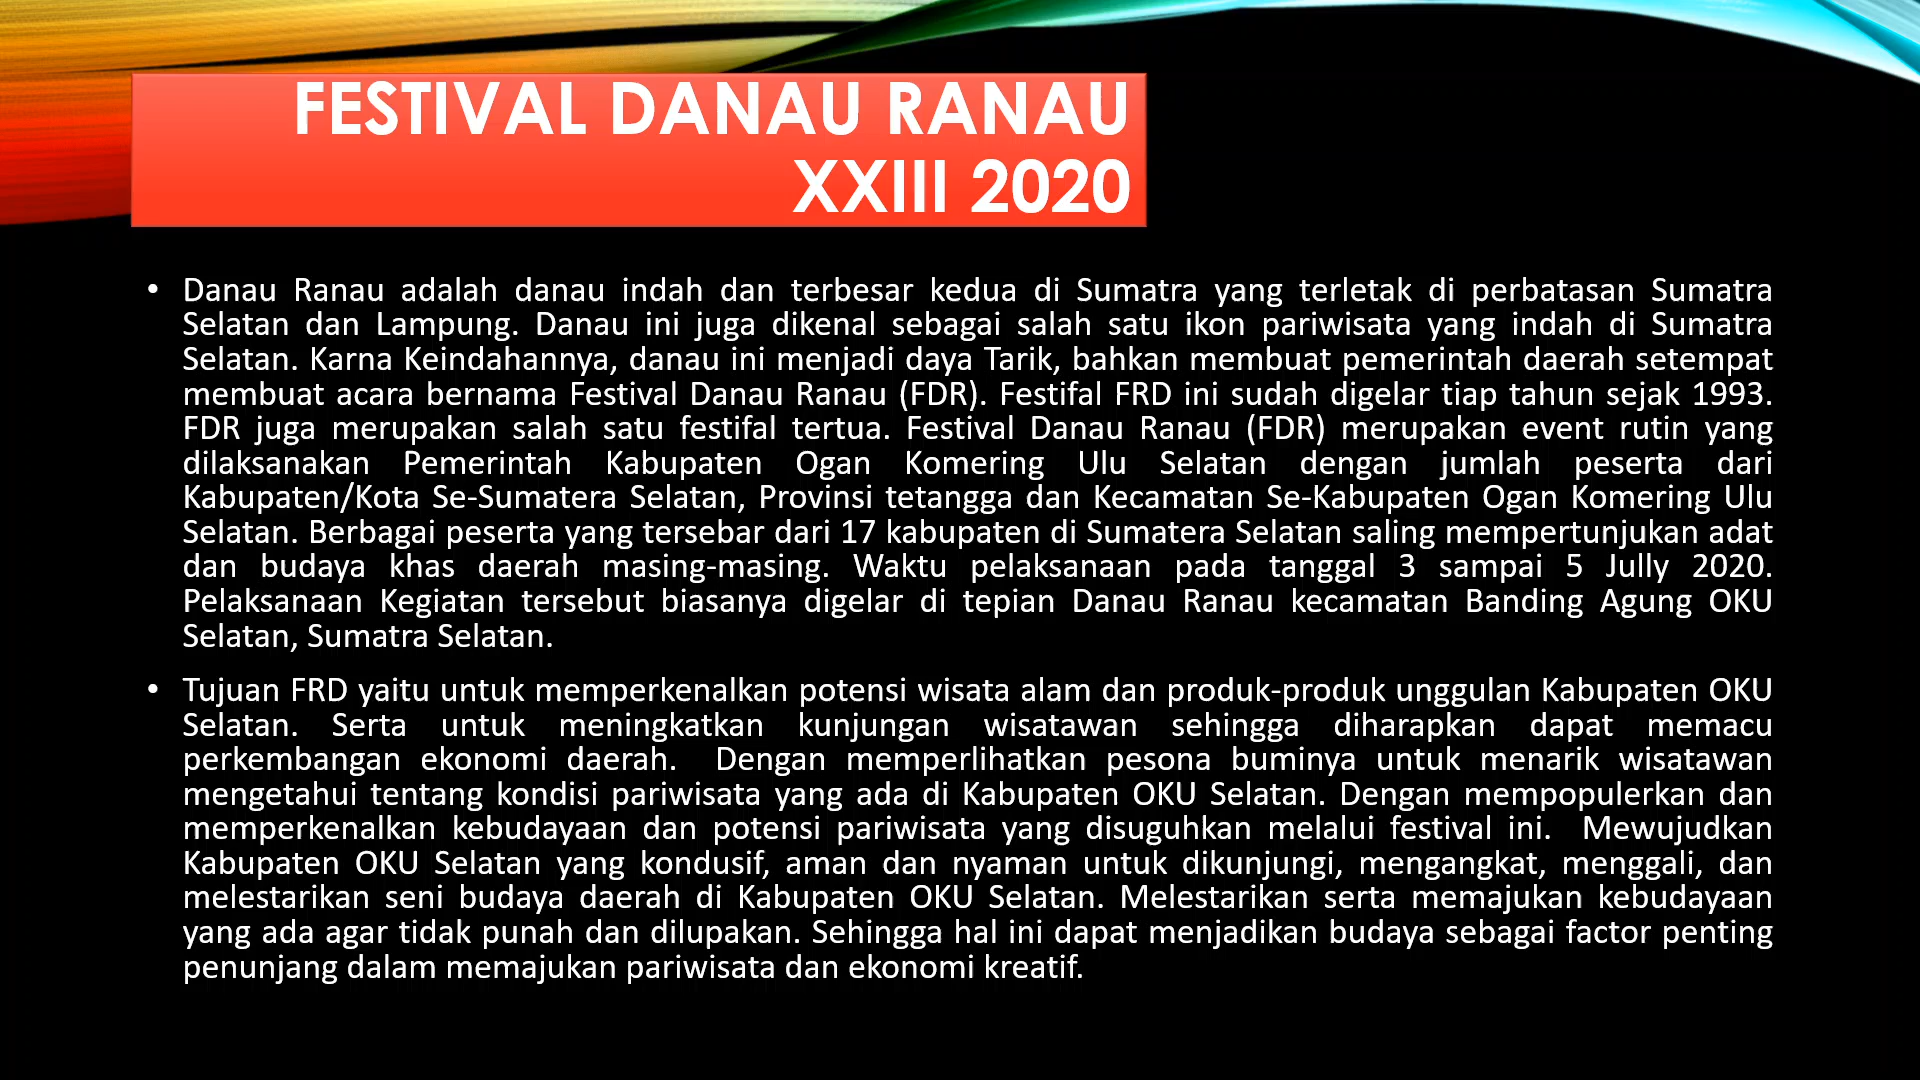 FESTIVAL DANAU RANAU
XXIII 2020
• Danau Ranau adalah danau indah dan terbesar kedua di Sumatra yang terletak di perbatasan Sumatra
Selatan dan Lampung. Danau ini juga dikenal sebagai salah satu ikon pariwisata yang indah di Sumatra
Selatan. Karna Keindahannya, danau ini menjadi daya Tarik, bahkan membuat pemerintah daerah setempat
membuat acara bernama Festival Danau Ranau (FDR). Festifal FRD ini sudah digelar tiap tahun sejak 1993.
FDR juga merupakan salah satu festifal tertua. Festival Danau Ranau (FDR) merupakan event rutin yang
dilaksanakan Pemerintah Kabupaten Ogan Komering Ulu Selatan dengan jumlah peserta dari
Kabupaten/Kota Se-Sumatera Selatan, Provinsi tetangga dan Kecamatan Se-Kabupaten Ogan Komering Ulu
Selatan. Berbagai peserta yang tersebar dari 17 kabupaten di Sumatera Selatan saling mempertunjukan adat
dan budaya khas daerah masing-masing. Waktu pelaksanaan pada tanggal 3 sampai 5 Jully 2020.
Pelaksanaan Kegiatan tersebut biasanya digelar di tepian Danau Ranau kecamatan Banding Agung OKU
Selatan, Sumatra Selatan.
• Tujuan FRD yaitu untuk memperkenalkan potensi wisata alam dan produk-produk unggulan Kabupaten OKU
Selatan. Serta untuk meningkatkan kunjungan wisatawan sehingga diharapkan dapat memacu
perkembangan ekonomi daerah. Dengan memperlihatkan pesona buminya untuk menarik wisatawan
mengetahui tentang kondisi pariwisata yang ada di Kabupaten OKU Selatan. Dengan mempopulerkan dan
memperkenalkan kebudayaan dan potensi pariwisata yang disuguhkan melalui festival ini. Mewujudkan
Kabupaten OKU Selatan yang kondusif, aman dan nyaman untuk dikunjungi, mengangkat, menggali, dan
melestarikan seni budaya daerah di Kabupaten OKU Selatan. Melestarikan serta memajukan kebudayaan
yang ada agar tidak punah dan dilupakan. Sehingga hal ini dapat menjadikan budaya sebagai factor penting
penunjang dalam memajukan pariwisata dan ekonomi kreatif.